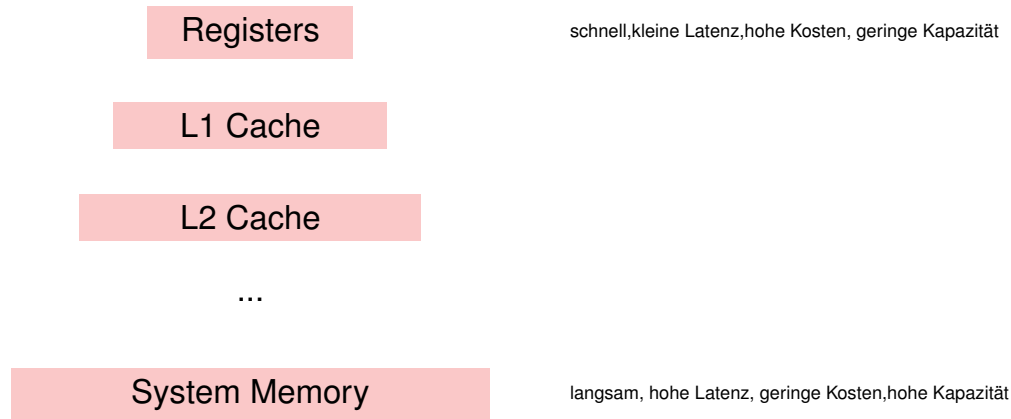 Registers
schnell,kleine Latenz,hohe Kosten, geringe Kapazität
L1 Cache
L2 Cache
...
System Memory
langsam, hohe Latenz, geringe Kosten,hohe Kapazität